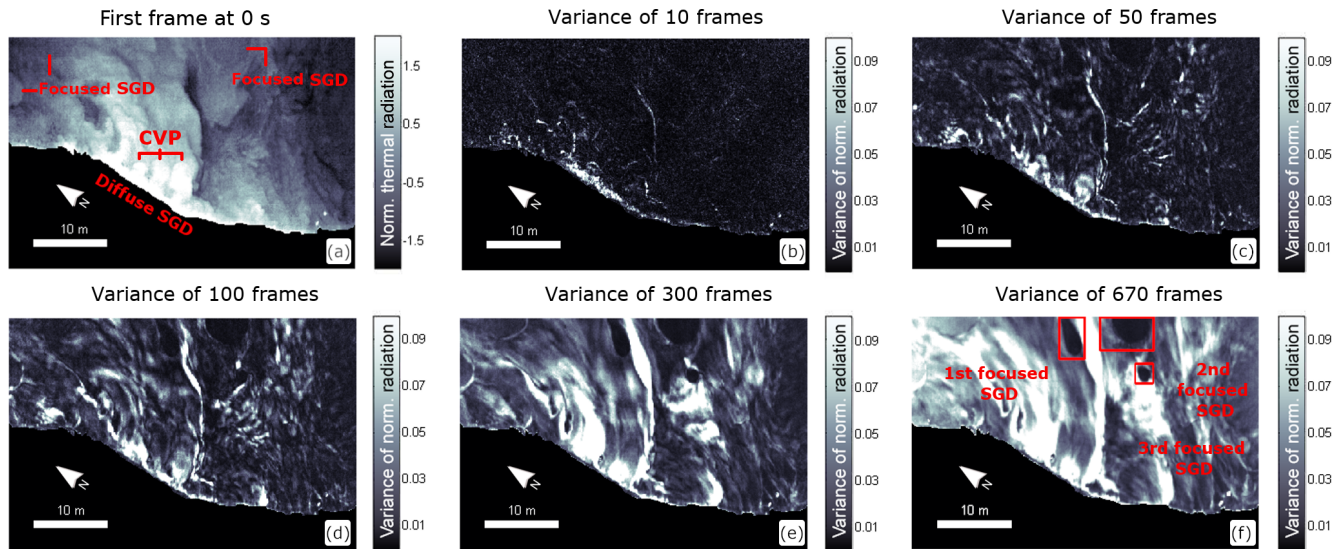 First frame at 0 s
Variance of 10 frames
Variance of 50 frames
Focused SGD
Focused SGD
CVP
Diffuse SGD
N
10 m
(a)
1.5
0.5
-0.5
-1.5
Norm. thermal radiation
N
10 m
(b)
0.09
0.07
0.05
0.03
0.01
Variance of norm. radiation
N
10 m
(c)
0.09
0.07
0.05
0.03
0.01
Variance of norm. radiation
Variance of 100 frames
Variance of 300 frames
Variance of 670 frames
N
10 m
(d)
0.09
0.07
0.05
0.03
0.01
Variance of norm. radiation
N
10 m
(e)
0.09
0.07
0.05
0.03
0.01
Variance of norm. radiation
1st focused
SGD
2nd
focused
SGD
3rd focused
SGD
N
10 m
(f)
0.09
0.07
0.05
0.03
0.01
Variance of norm. radiation